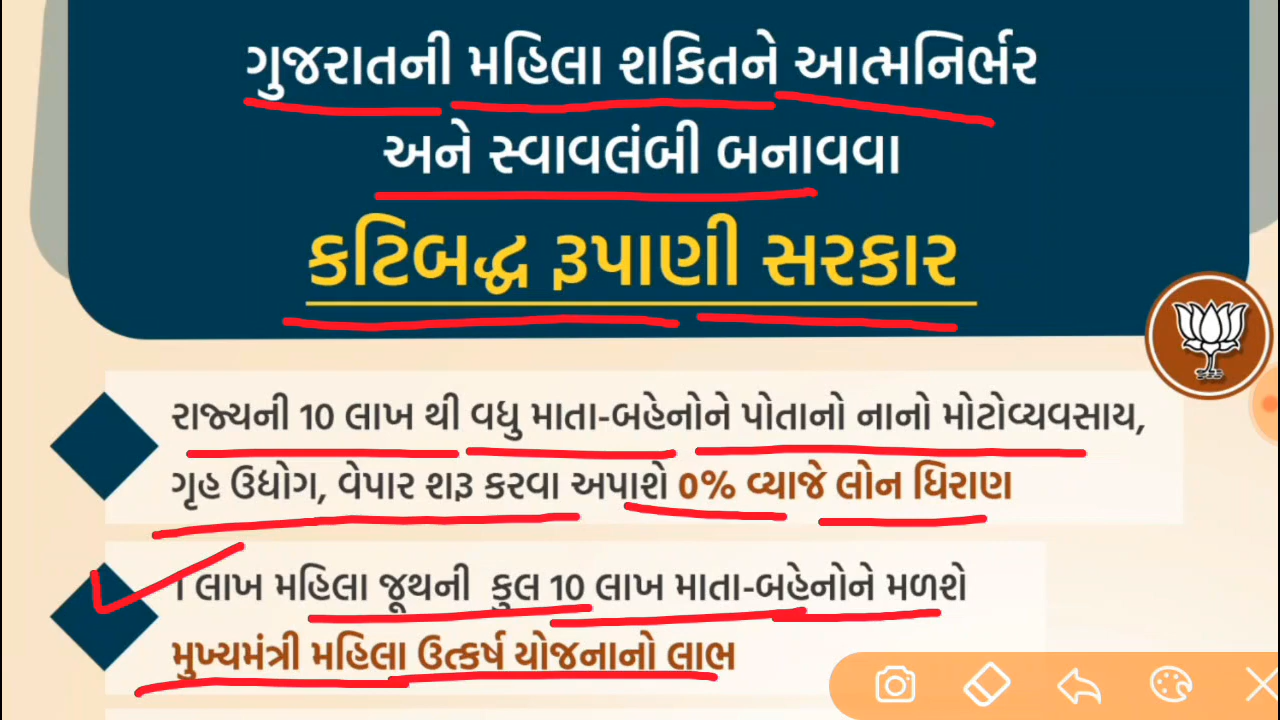 ગુજરાતની મહિલા શકિતને આત્મનિર્ભર
અને સ્વાવલંબી બનાવવા
કટિબદ્ધ રૂપાણી સરકાર
રાજ્યની 10 લાખ થી વધુ માતા-બહેનોને પોતાનો નાનો મોટોવ્યવસાય,
ગૃહ ઉદ્યોગ, વેપાર શરૂ કરવા અપાશે 0% વ્યાજે લોન ધિરાણ
1 લાખ મહિલા જૂથની કુલ 10 લાખ માતા-બહેનોને મળશે
મુખ્યમંત્રી મહિલા ઉત્કર્ષ યોજનાનો લાભ